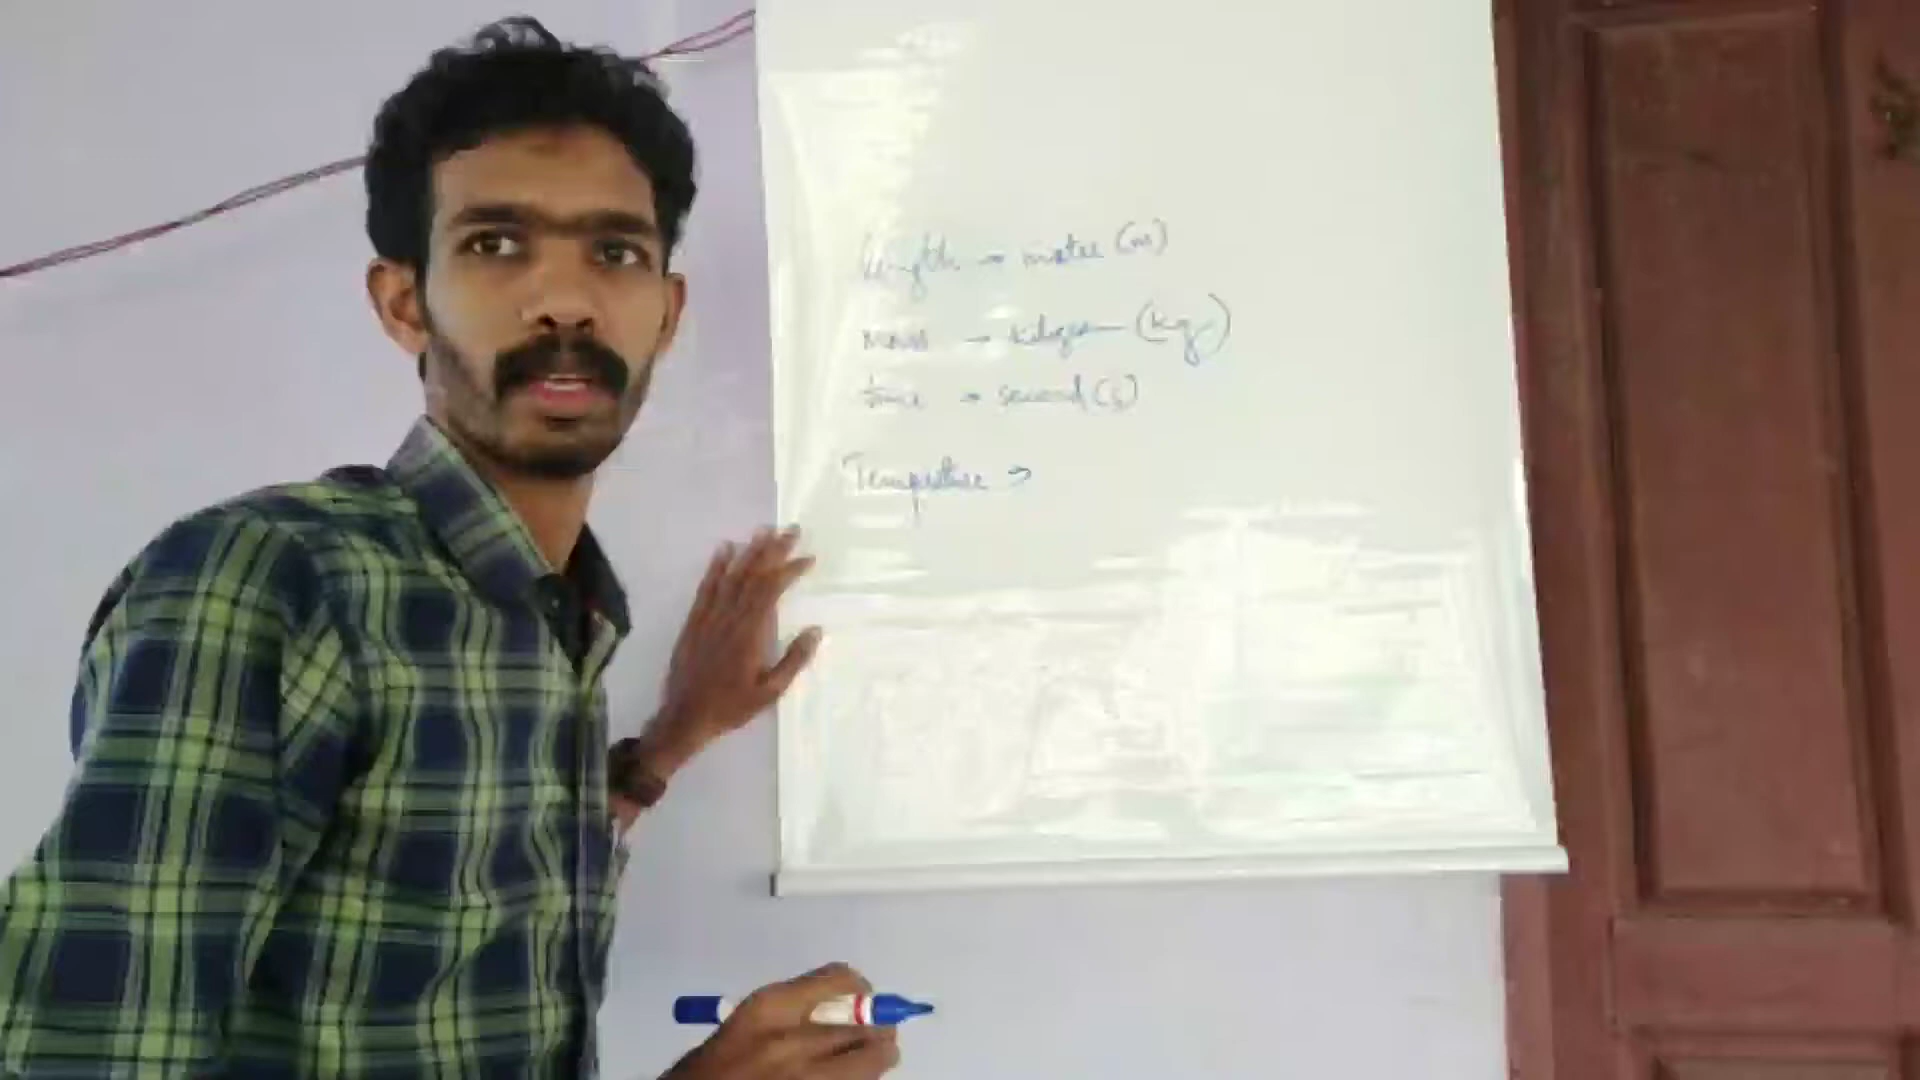 length → metre (m)
mass → kilogram (kg)
time → second (s)
Temperature →